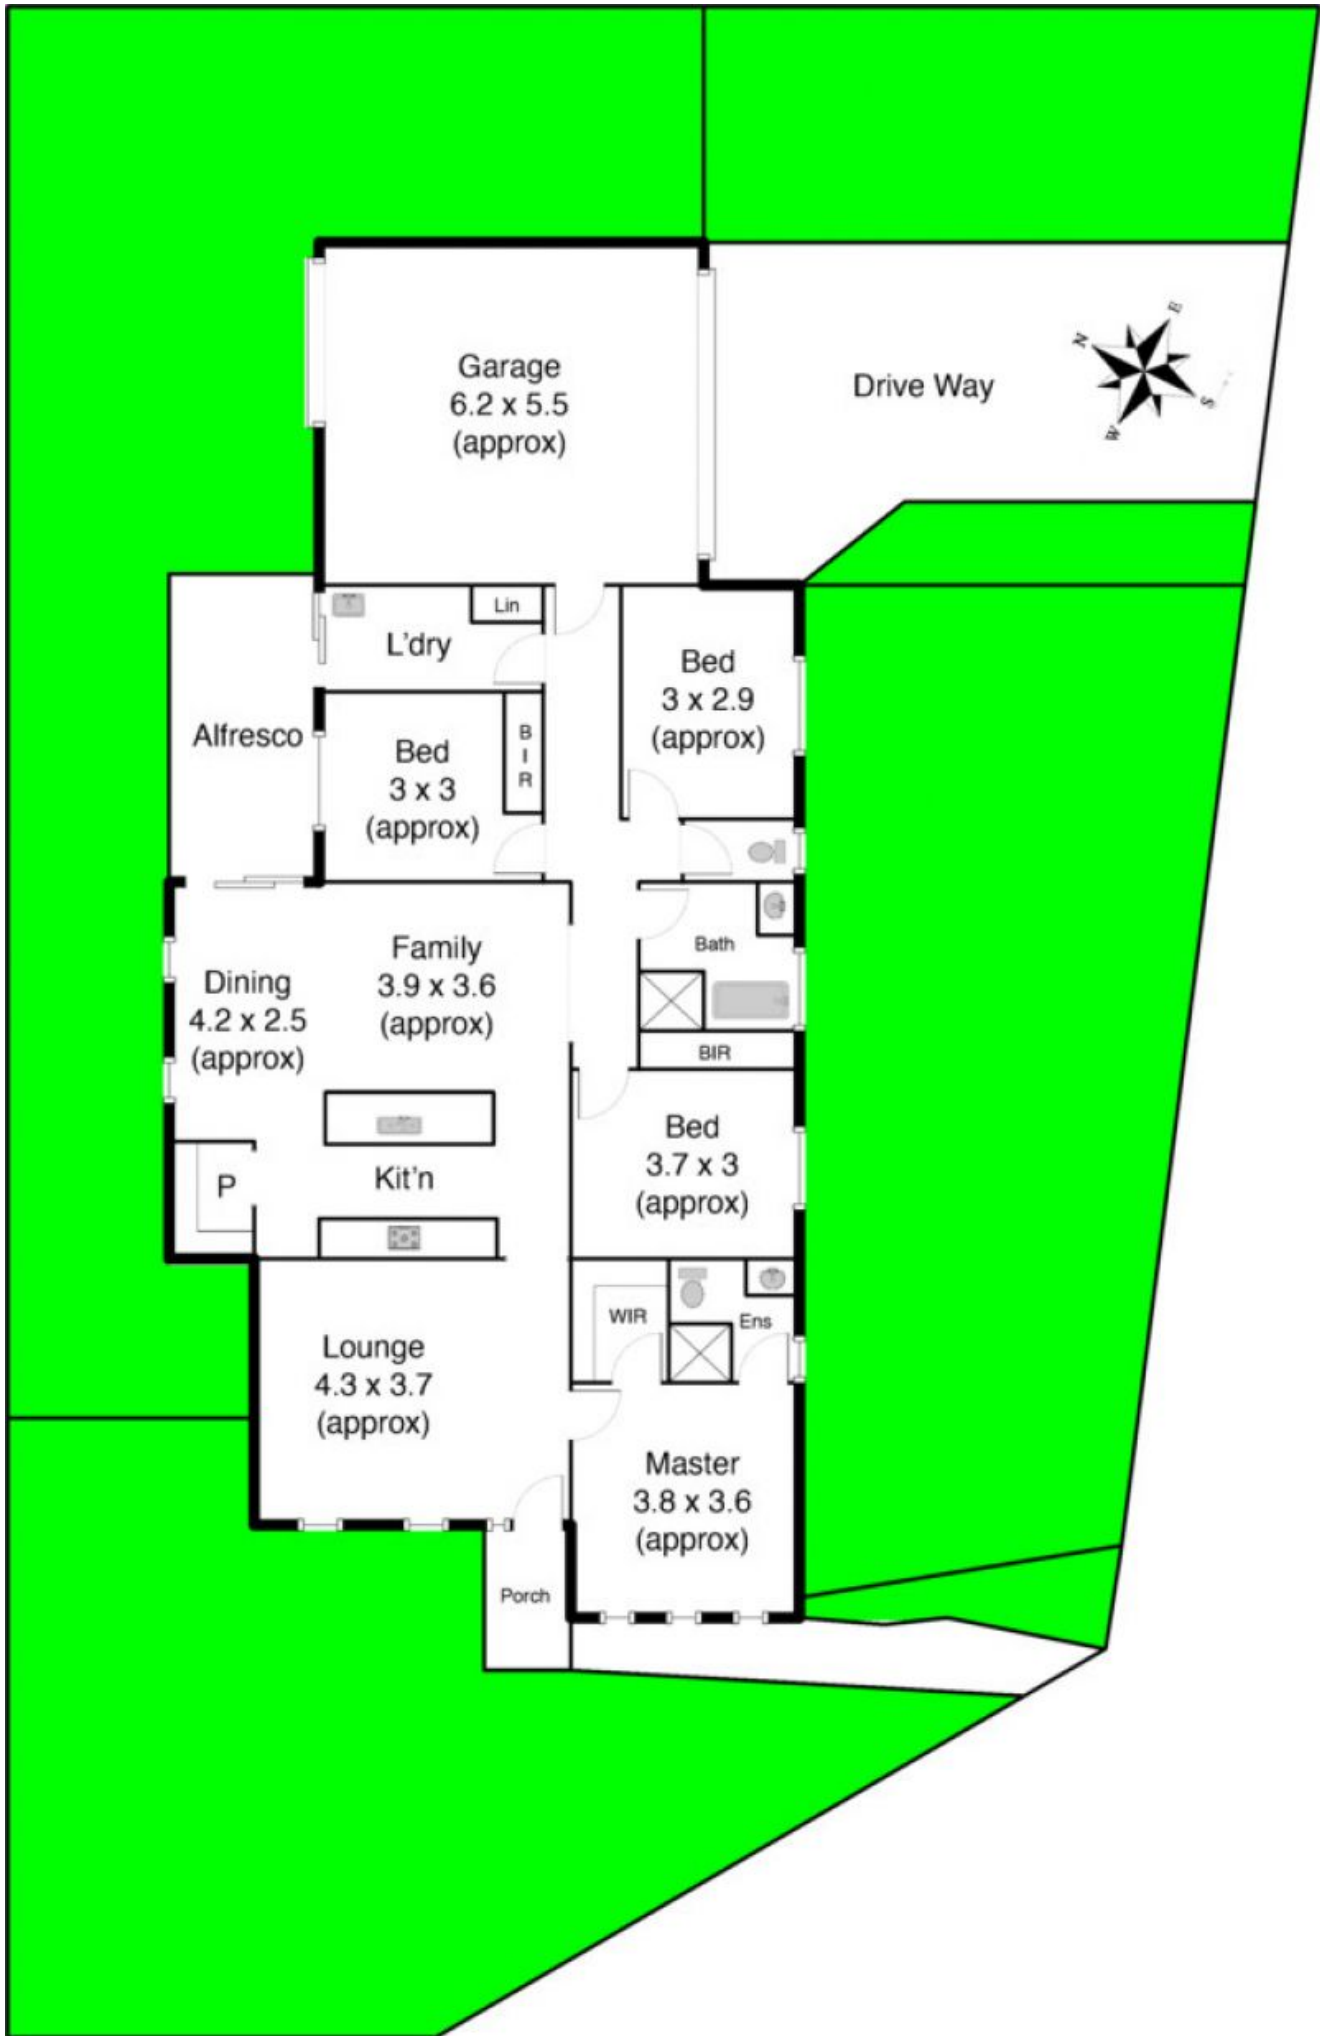 Garage
6.2 x 5.5
(approx)
Drive Way
N
E
S
W
Lin
L'dry
Bed
3 x 2.9
(approx)
Alfresco
Bed
3 x 3
(approx)
B
I
R
Family
3.9 x 3.6
(approx)
Dining
4.2 x 2.5
(approx)
Bath
BIR
Bed
3.7 x 3
(approx)
P
Kit'n
WIR
Ens
Lounge
4.3 x 3.7
(approx)
Master
3.8 x 3.6
(approx)
Porch